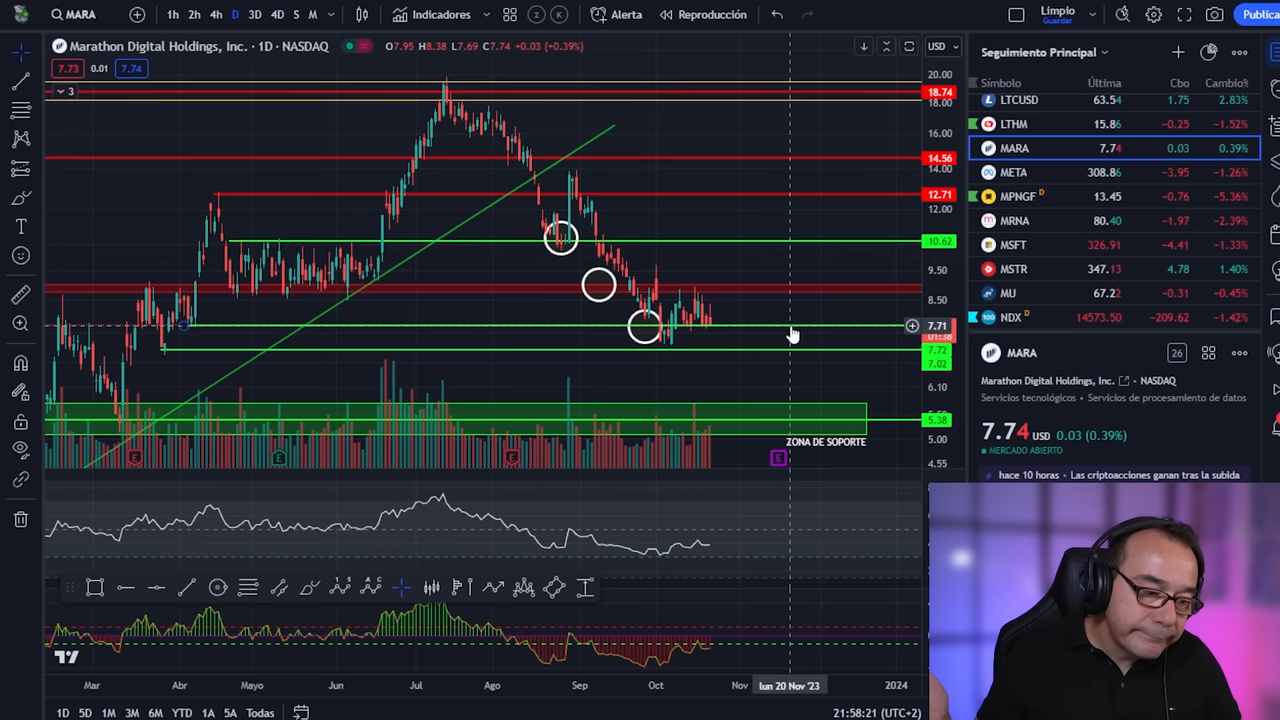 MARA
1h 2h 4h D 3D 4D S M
Indicadores
2 K
Alerta
Reproducción
Limpio
Guardar
Publica
Marathon Digital Holdings, Inc. · 1D · NASDAQ
O7.95 H8.38 L7.69 C7.74 +0.03 (+0.39%)
USD
7.73 0.01 7.74
3
20.00
18.74
18.00
16.00
14.56
14.00
12.71
12.00
10.62
9.50
8.50
7.71
01:38
7.72
7.02
6.10
5.38
5.00
4.55
ZONA DE SOPORTE
E E E E
Mar Abr Mayo Jun Jul Ago Sep Oct Nov lun 20 Nov '23 2024
1D 5D 1M 3M 6M YTD 1A 5A Todas
21:58:21 (UTC+2)
Seguimiento Principal
Símbolo Última Cbo Cambio%
LTCUSD 63.54 1.75 2.83%
LTHM 15.86 −0.25 −1.52%
MARA 7.74 0.03 0.39%
META 308.86 −3.95 −1.26%
MPNGF D 13.45 −0.76 −5.36%
MRNA 80.40 −1.97 −2.39%
MSFT 326.91 −4.41 −1.33%
MSTR 347.13 4.78 1.40%
MU 67.22 −0.31 −0.45%
NDX D 14573.50 −209.62 −1.42%
MARA
26
Marathon Digital Holdings, Inc. • NASDAQ
Servicios tecnológicos • Servicios de procesamiento de datos
7.74 USD 0.03 (0.39%)
MERCADO ABIERTO
hace 10 horas • Las criptoacciones ganan tras la subida